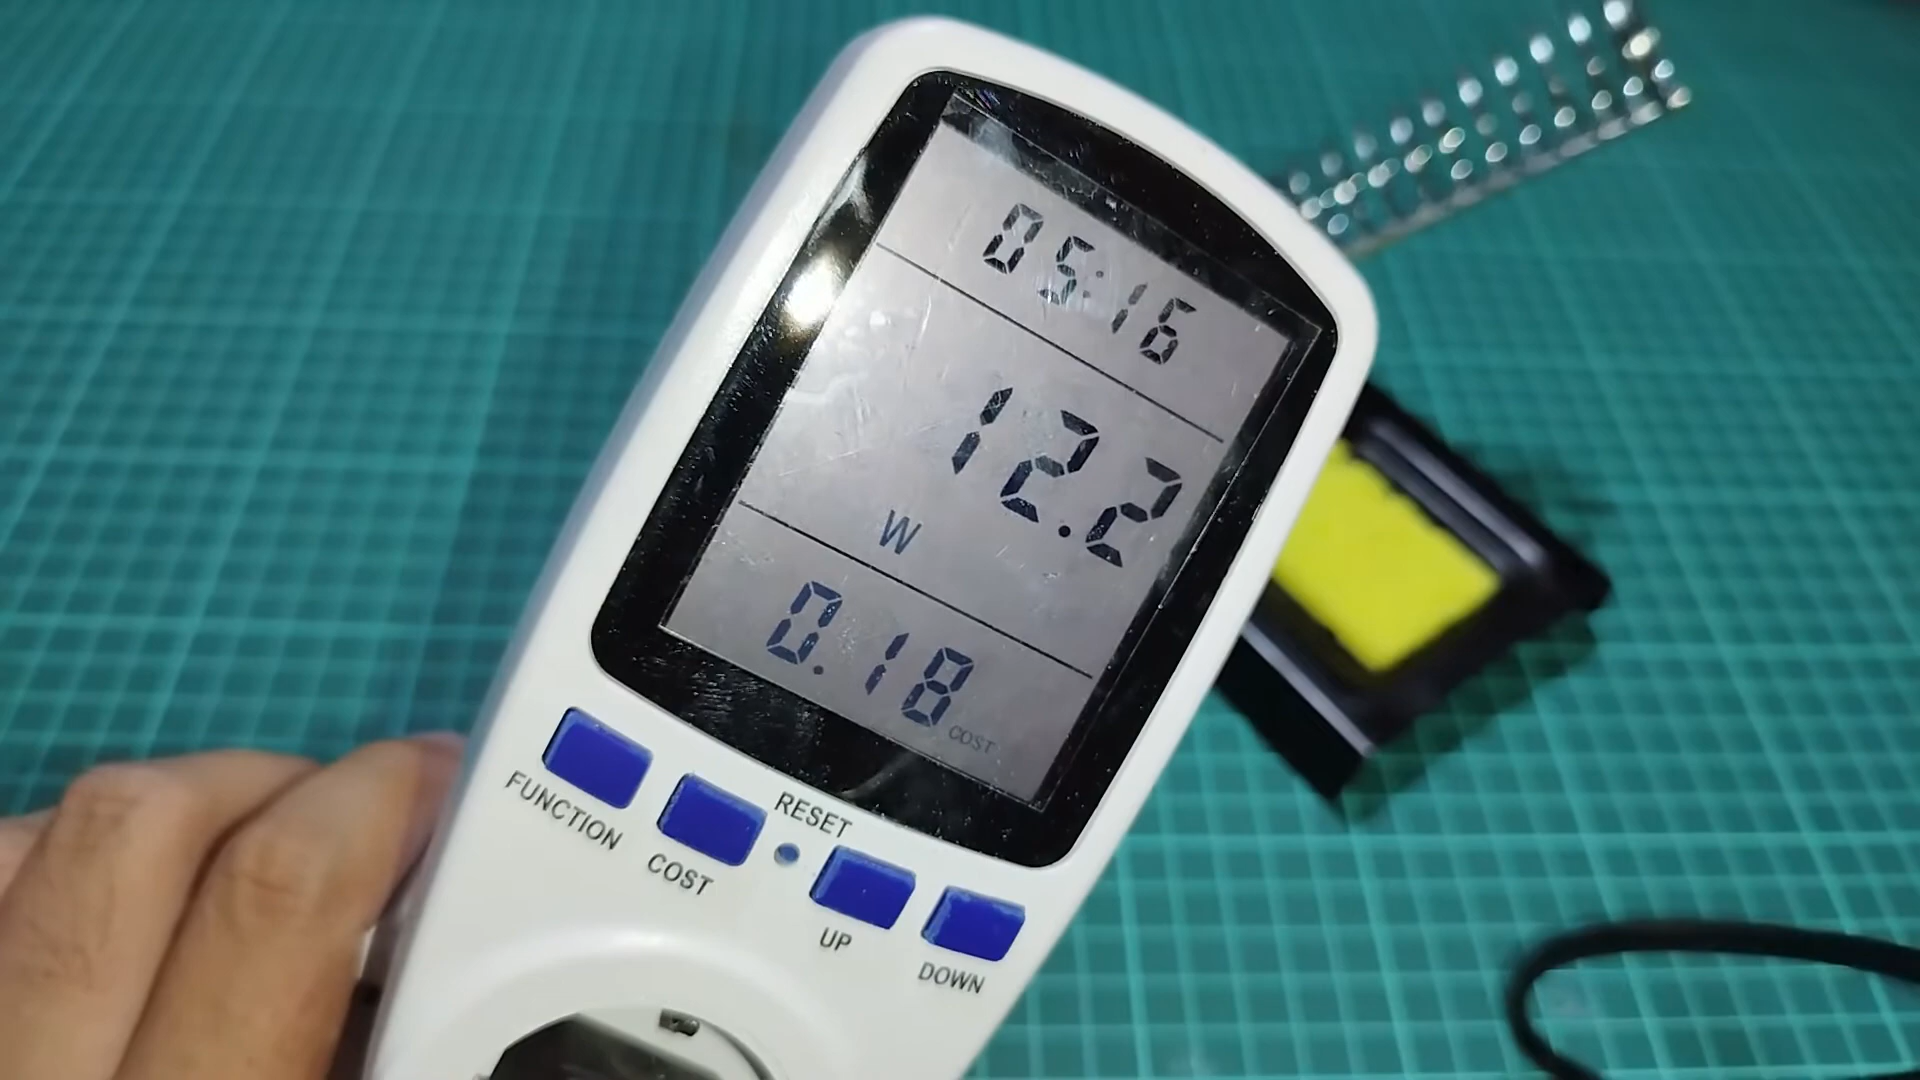 05:16
12.2
W
0.18
COST
FUNCTION
COST
RESET
UP
DOWN